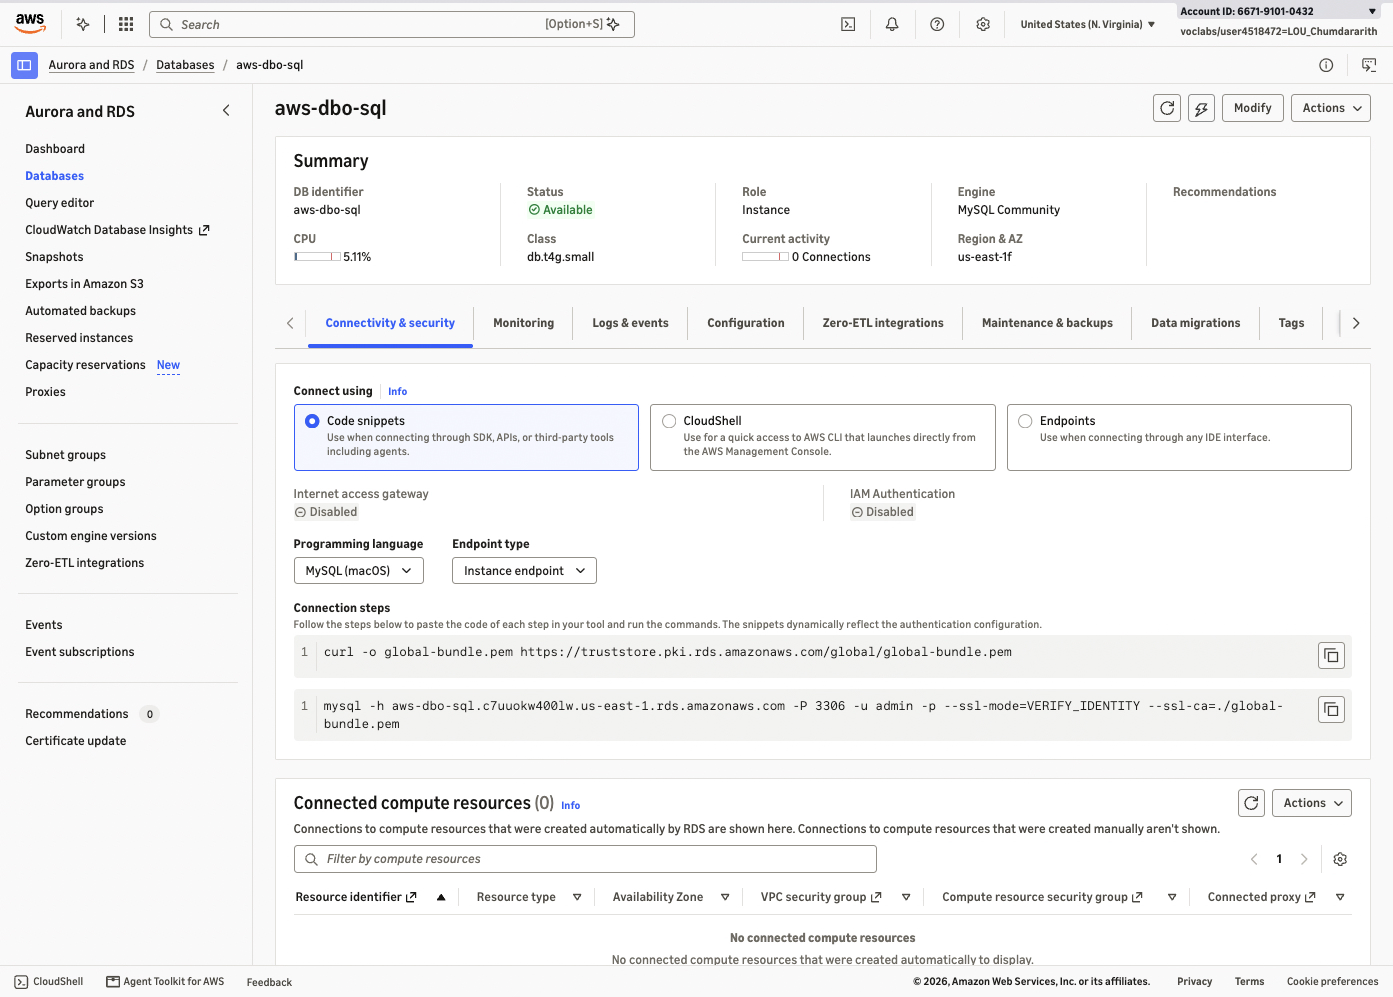 aws
Search
[Option+S]
United States (N. Virginia)
Account ID: 6671-9101-0432
voclabs/user4518472=LOU_Chumdararith
Aurora and RDS / Databases / aws-dbo-sql
Aurora and RDS
Dashboard
Databases
Query editor
CloudWatch Database Insights
Snapshots
Exports in Amazon S3
Automated backups
Reserved instances
Capacity reservations New
Proxies
Subnet groups
Parameter groups
Option groups
Custom engine versions
Zero-ETL integrations
Events
Event subscriptions
Recommendations 0
Certificate update
aws-dbo-sql
Modify
Actions
Summary
DB identifier
aws-dbo-sql
Status
Available
Role
Instance
Engine
MySQL Community
Recommendations
CPU
5.11%
Class
db.t4g.small
Current activity
0 Connections
Region & AZ
us-east-1f
Connectivity & security
Monitoring
Logs & events
Configuration
Zero-ETL integrations
Maintenance & backups
Data migrations
Tags
Connect using Info
Code snippets
Use when connecting through SDK, APIs, or third-party tools
including agents.
CloudShell
Use for a quick access to AWS CLI that launches directly from
the AWS Management Console.
Endpoints
Use when connecting through any IDE interface.
Internet access gateway
Disabled
IAM Authentication
Disabled
Programming language
MySQL (macOS)
Endpoint type
Instance endpoint
Connection steps
Follow the steps below to paste the code of each step in your tool and run the commands. The snippets dynamically reflect the authentication configuration.
1 curl -o global-bundle.pem https://truststore.pki.rds.amazonaws.com/global/global-bundle.pem
1 mysql -h aws-dbo-sql.c7uuokw400lw.us-east-1.rds.amazonaws.com -P 3306 -u admin -p --ssl-mode=VERIFY_IDENTITY --ssl-ca=./global-
bundle.pem
Connected compute resources (0) Info
Actions
Connections to compute resources that were created automatically by RDS are shown here. Connections to compute resources that were created manually aren't shown.
Filter by compute resources
1
Resource identifier
Resource type
Availability Zone
VPC security group
Compute resource security group
Connected proxy
No connected compute resources
No connected compute resources that were created automatically to display.
CloudShell
Agent Toolkit for AWS
Feedback
© 2026, Amazon Web Services, Inc. or its affiliates.
Privacy
Terms
Cookie preferences